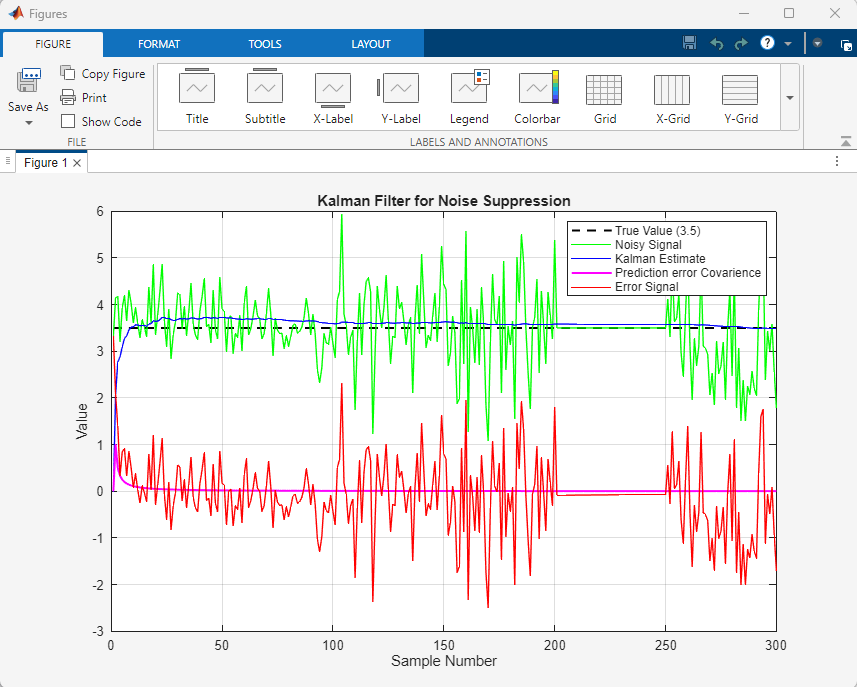 Figures
FIGURE FORMAT TOOLS LAYOUT
?
Save As
Copy Figure
Print
Show Code
FILE
Title Subtitle X-Label Y-Label Legend Colorbar Grid X-Grid Y-Grid
LABELS AND ANNOTATIONS
Figure 1
Kalman Filter for Noise Suppression
True Value (3.5)
Noisy Signal
Kalman Estimate
Prediction error Covarience
Error Signal
Value
6
5
4
3
2
1
0
-1
-2
-3
0 50 100 150 200 250 300
Sample Number